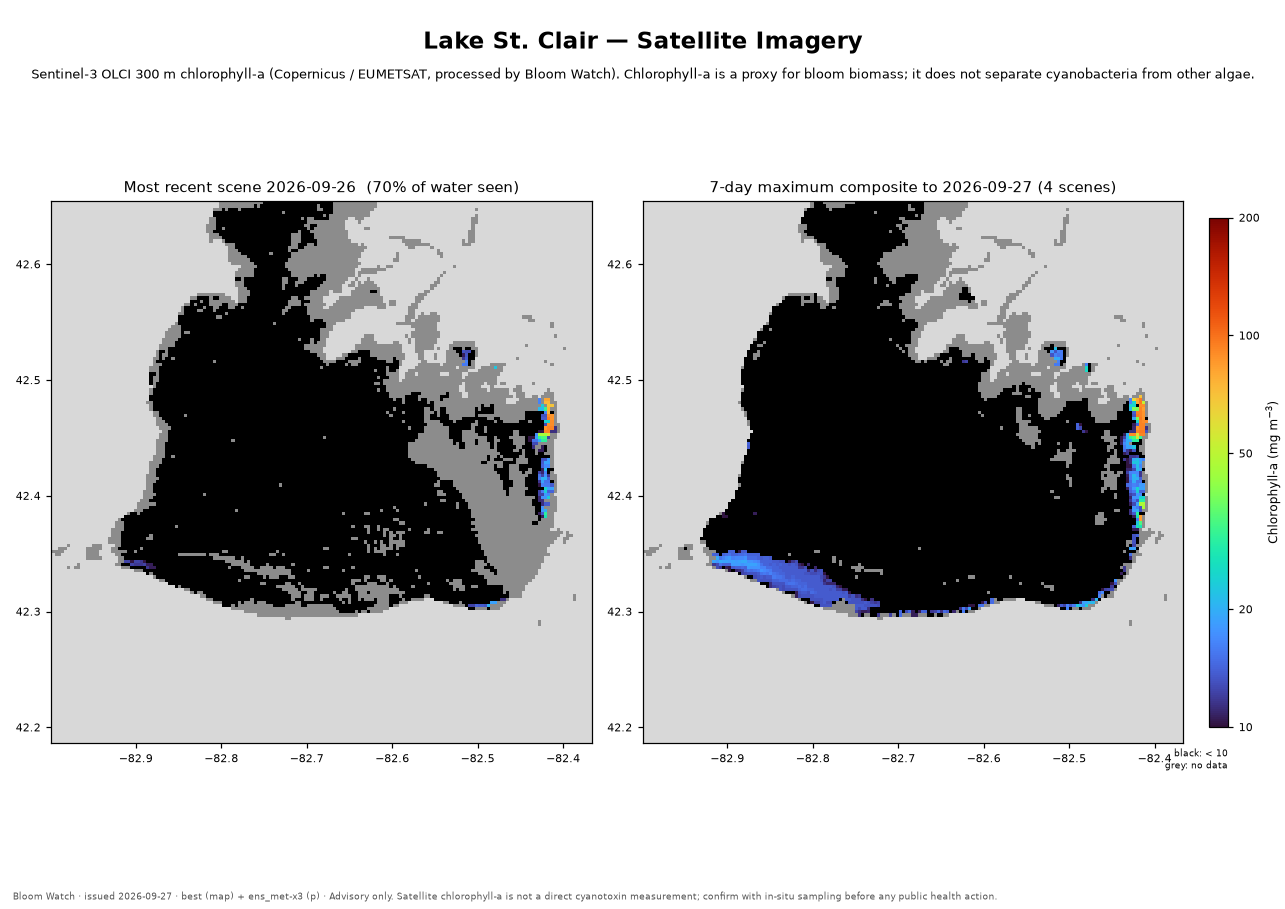 Lake St. Clair — Satellite Imagery
Sentinel-3 OLCI 300 m chlorophyll-a (Copernicus / EUMETSAT, processed by Bloom Watch). Chlorophyll-a is a proxy for bloom biomass; it does not separate cyanobacteria from other algae.
Most recent scene 2026-09-26  (70% of water seen)
42.6
42.5
42.4
42.3
42.2
−82.9 −82.8 −82.7 −82.6 −82.5 −82.4
7-day maximum composite to 2026-09-27 (4 scenes)
42.6
42.5
42.4
42.3
42.2
−82.9 −82.8 −82.7 −82.6 −82.5 −82.4
200
100
50
20
10
Chlorophyll-a (mg m⁻³)
black: < 10
grey: no data
Bloom Watch · issued 2026-09-27 · best (map) + ens_met-x3 (p) · Advisory only. Satellite chlorophyll-a is not a direct cyanotoxin measurement; confirm with in-situ sampling before any public health action.